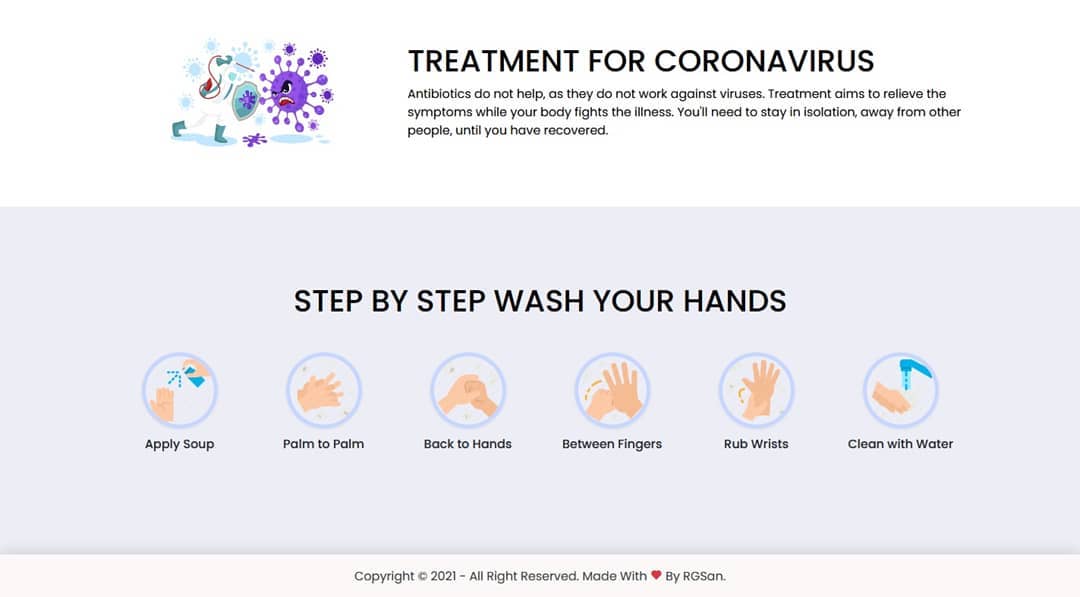 TREATMENT FOR CORONAVIRUS
Antibiotics do not help, as they do not work against viruses. Treatment aims to relieve the
symptoms while your body fights the illness. You'll need to stay in isolation, away from other
people, until you have recovered.
STEP BY STEP WASH YOUR HANDS
Apply Soup
Palm to Palm
Back to Hands
Between Fingers
Rub Wrists
Clean with Water
Copyright © 2021 - All Right Reserved. Made With ❤ By RGSan.